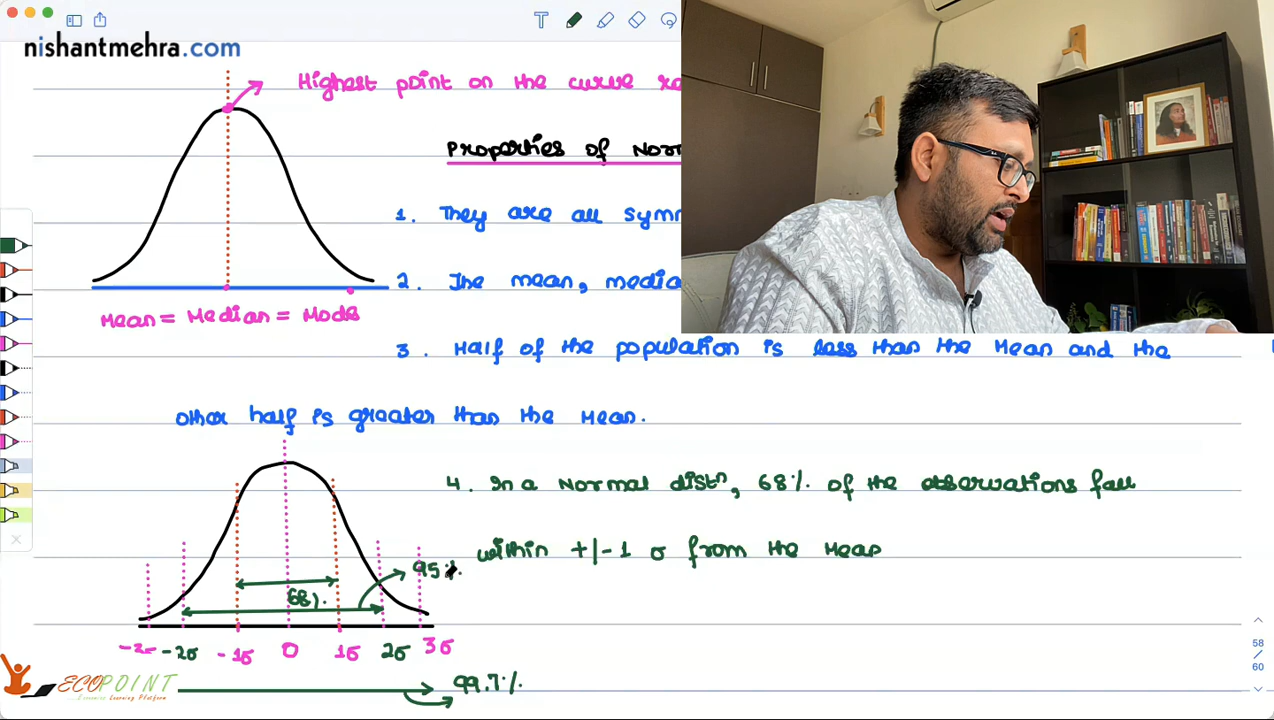 nishantmehra.com
Highest point on the curve
Properties of Nor
1. They are all symm
2. The mean, media
Mean = Median = Mode
3. Half of the population is less than the Mean and the
other half is greater than the Mean.
4. In a Normal distⁿ, 68% of the observations fall
within +/-1 σ from the Mean
95%
68%
-2σ -1σ 0 1σ 2σ 3σ
99.7%
ECOPOINT
58
/
60